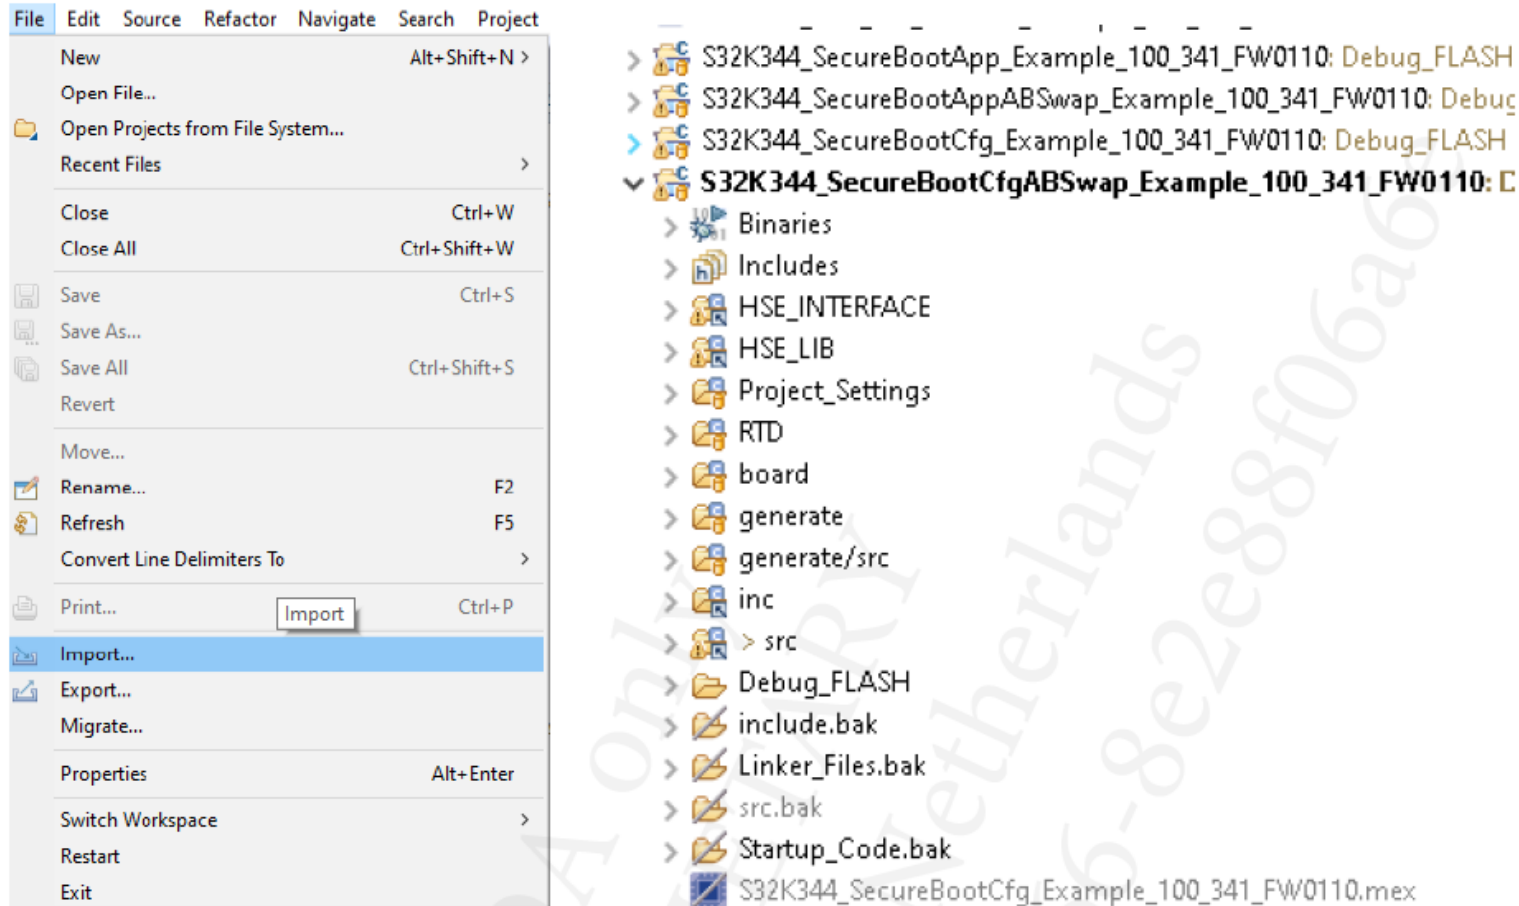 File Edit Source Refactor Navigate Search Project
New Alt+Shift+N >
Open File...
Open Projects from File System...
Recent Files >
Close Ctrl+W
Close All Ctrl+Shift+W
Save Ctrl+S
Save As...
Save All Ctrl+Shift+S
Revert
Move...
Rename... F2
Refresh F5
Convert Line Delimiters To >
Print... Ctrl+P
Import
Import...
Export...
Migrate...
Properties Alt+Enter
Switch Workspace >
Restart
Exit
S32K344_SecureBootApp_Example_100_341_FW0110: Debug_FLASH
S32K344_SecureBootAppABSwap_Example_100_341_FW0110: Debug
S32K344_SecureBootCfg_Example_100_341_FW0110: Debug_FLASH
S32K344_SecureBootCfgABSwap_Example_100_341_FW0110: D
Binaries
Includes
HSE_INTERFACE
HSE_LIB
Project_Settings
RTD
board
generate
generate/src
inc
> src
Debug_FLASH
include.bak
Linker_Files.bak
src.bak
Startup_Code.bak
S32K344_SecureBootCfg_Example_100_341_FW0110.mex
only
Netherlands
-8e2e88f06a6e